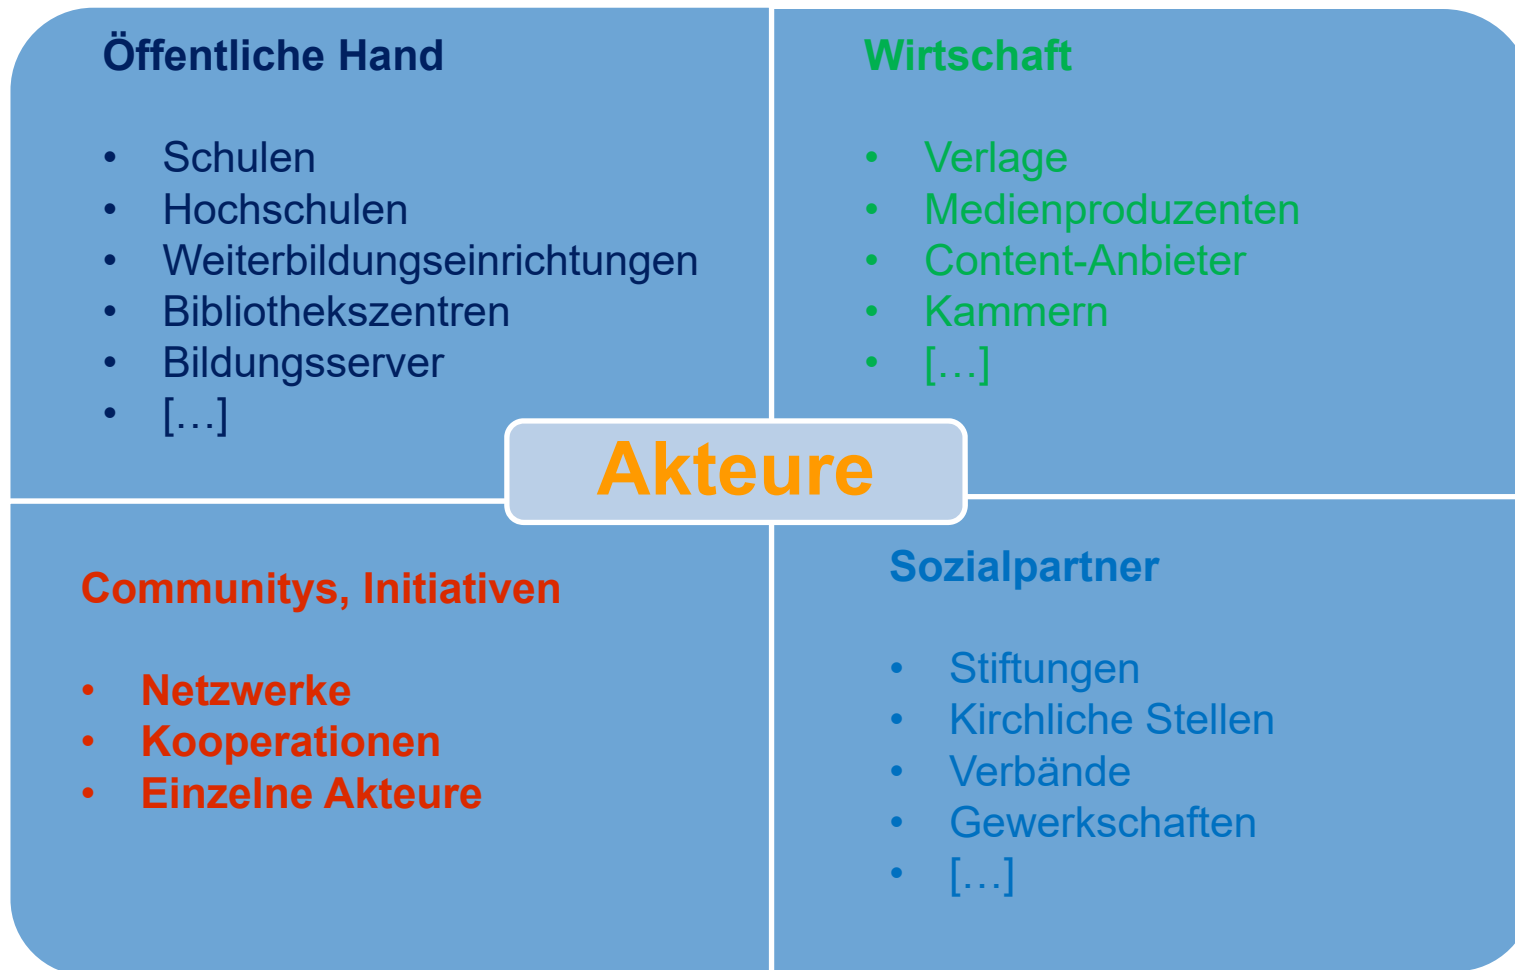 Öffentliche Hand
• Schulen
• Hochschulen
• Weiterbildungseinrichtungen
• Bibliothekszentren
• Bildungsserver
• […]
Wirtschaft
• Verlage
• Medienproduzenten
• Content-Anbieter
• Kammern
• […]
Akteure
Communitys, Initiativen
• Netzwerke
• Kooperationen
• Einzelne Akteure
Sozialpartner
• Stiftungen
• Kirchliche Stellen
• Verbände
• Gewerkschaften
• […]